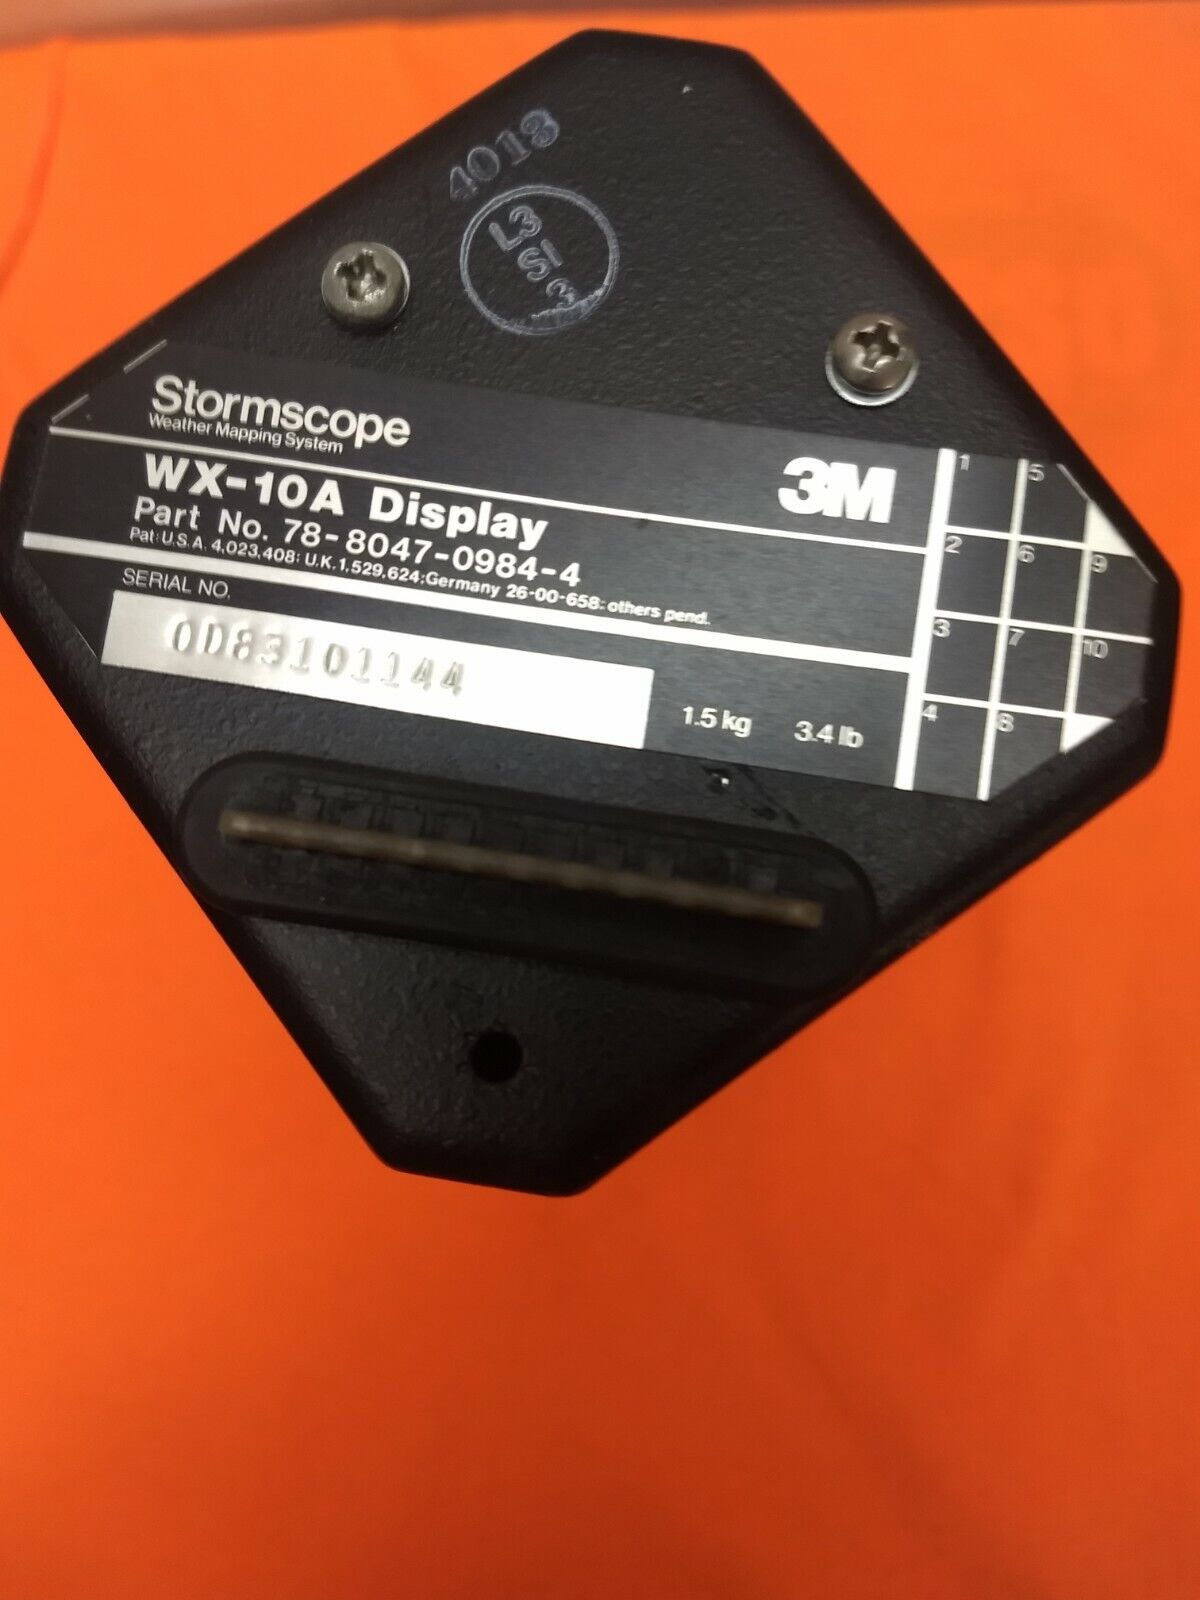 4013
L3
SI
3
Stormscope
Weather Mapping System
3M
WX-10A Display
Part No. 78-8047-0984-4
Pat: U.S.A. 4,023,408; U.K. 1,529,624; Germany 26-00-658; others pend.
SERIAL NO.
0D83101144
1.5 kg 3.4 lb
1 5
2 6 9
3 7 10
4 8